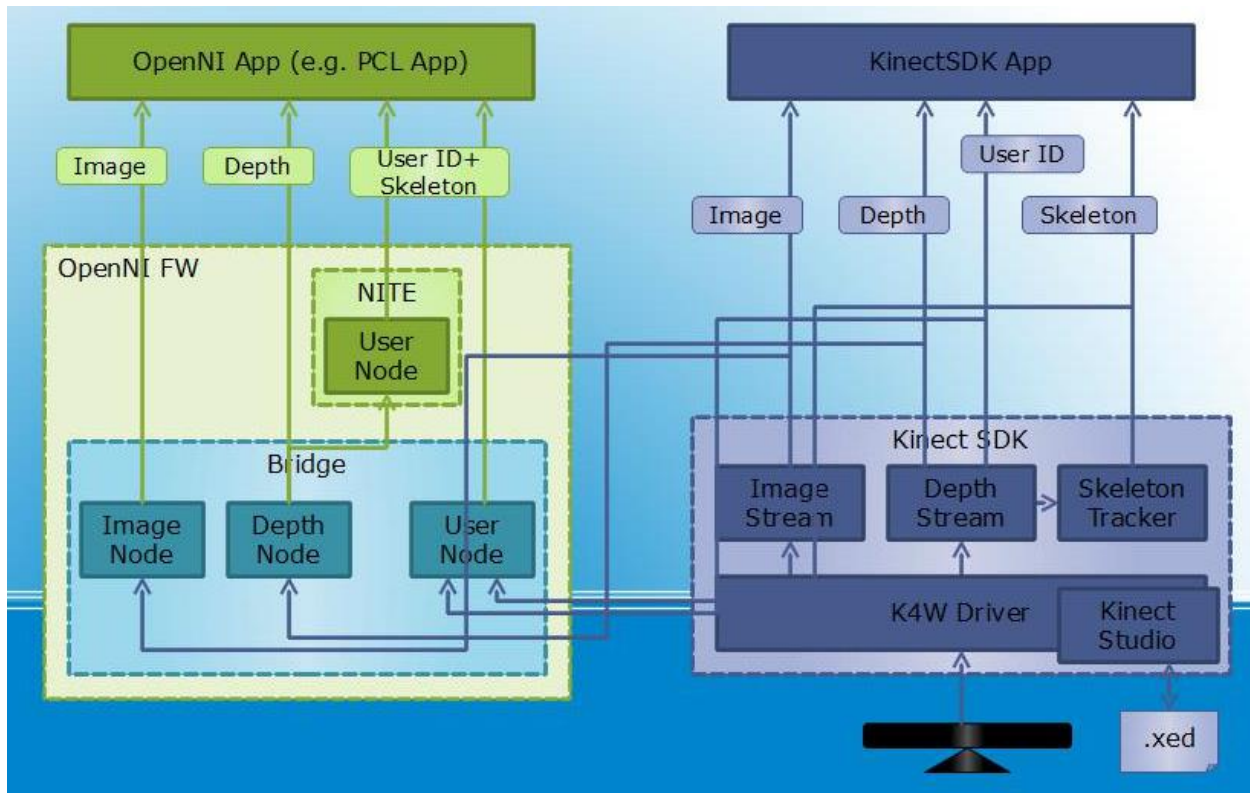 OpenNI App (e.g. PCL App)
KinectSDK App
Image
Depth
User ID+
Skeleton
User ID
Image
Depth
Skeleton
OpenNI FW
NITE
User
Node
Bridge
Image
Node
Depth
Node
User
Node
Kinect SDK
Image
Stream
Depth
Stream
Skeleton
Tracker
K4W Driver
Kinect
Studio
.xed